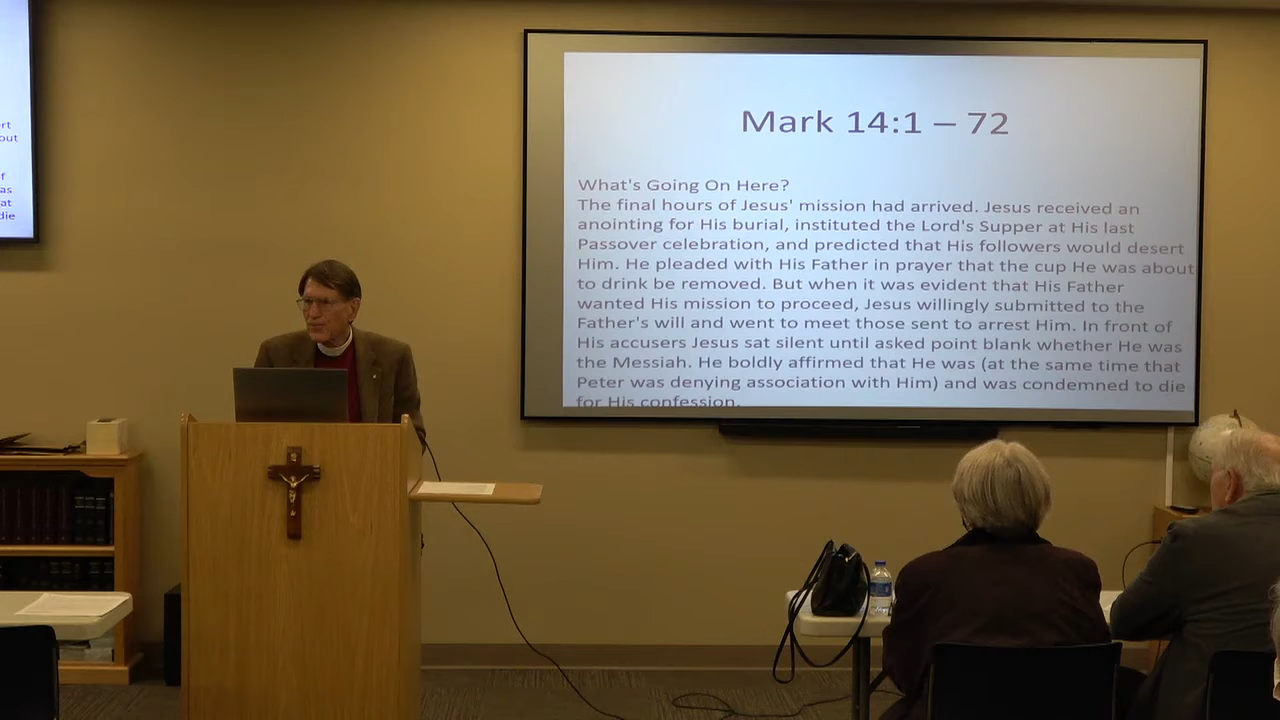 rt
out
f
as
at
die
Mark 14:1 – 72
What's Going On Here?
The final hours of Jesus' mission had arrived. Jesus received an
anointing for His burial, instituted the Lord's Supper at His last
Passover celebration, and predicted that His followers would desert
Him. He pleaded with His Father in prayer that the cup He was about
to drink be removed. But when it was evident that His Father
wanted His mission to proceed, Jesus willingly submitted to the
Father's will and went to meet those sent to arrest Him. In front of
His accusers Jesus sat silent until asked point blank whether He was
the Messiah. He boldly affirmed that He was (at the same time that
Peter was denying association with Him) and was condemned to die
for His confession.